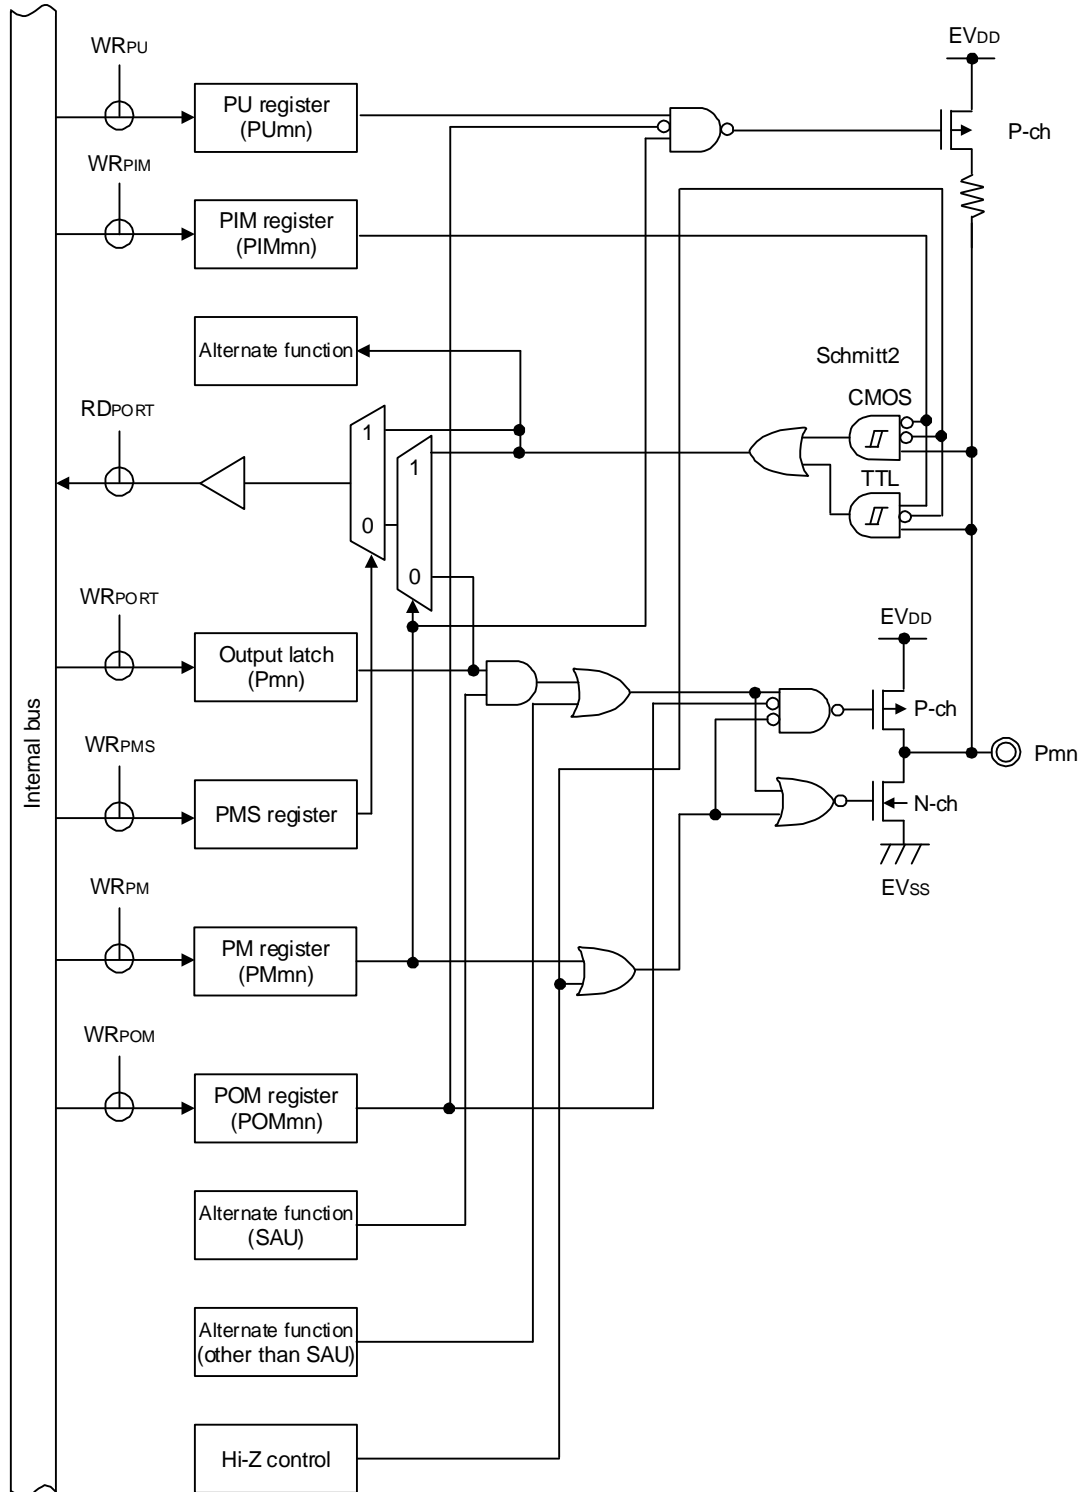 EVDD
WRPU
PU register
(PUmn)
P-ch
WRPIM
PIM register
(PIMmn)
Alternate function
Schmitt2
CMOS
RDPORT
1
1
TTL
0
0
WRPORT
EVDD
Output latch
(Pmn)
P-ch
Internal bus
WRPMS
Pmn
PMS register
N-ch
WRPM
EVSS
PM register
(PMmn)
WRPOM
POM register
(POMmn)
Alternate function
(SAU)
Alternate function
(other than SAU)
Hi-Z control